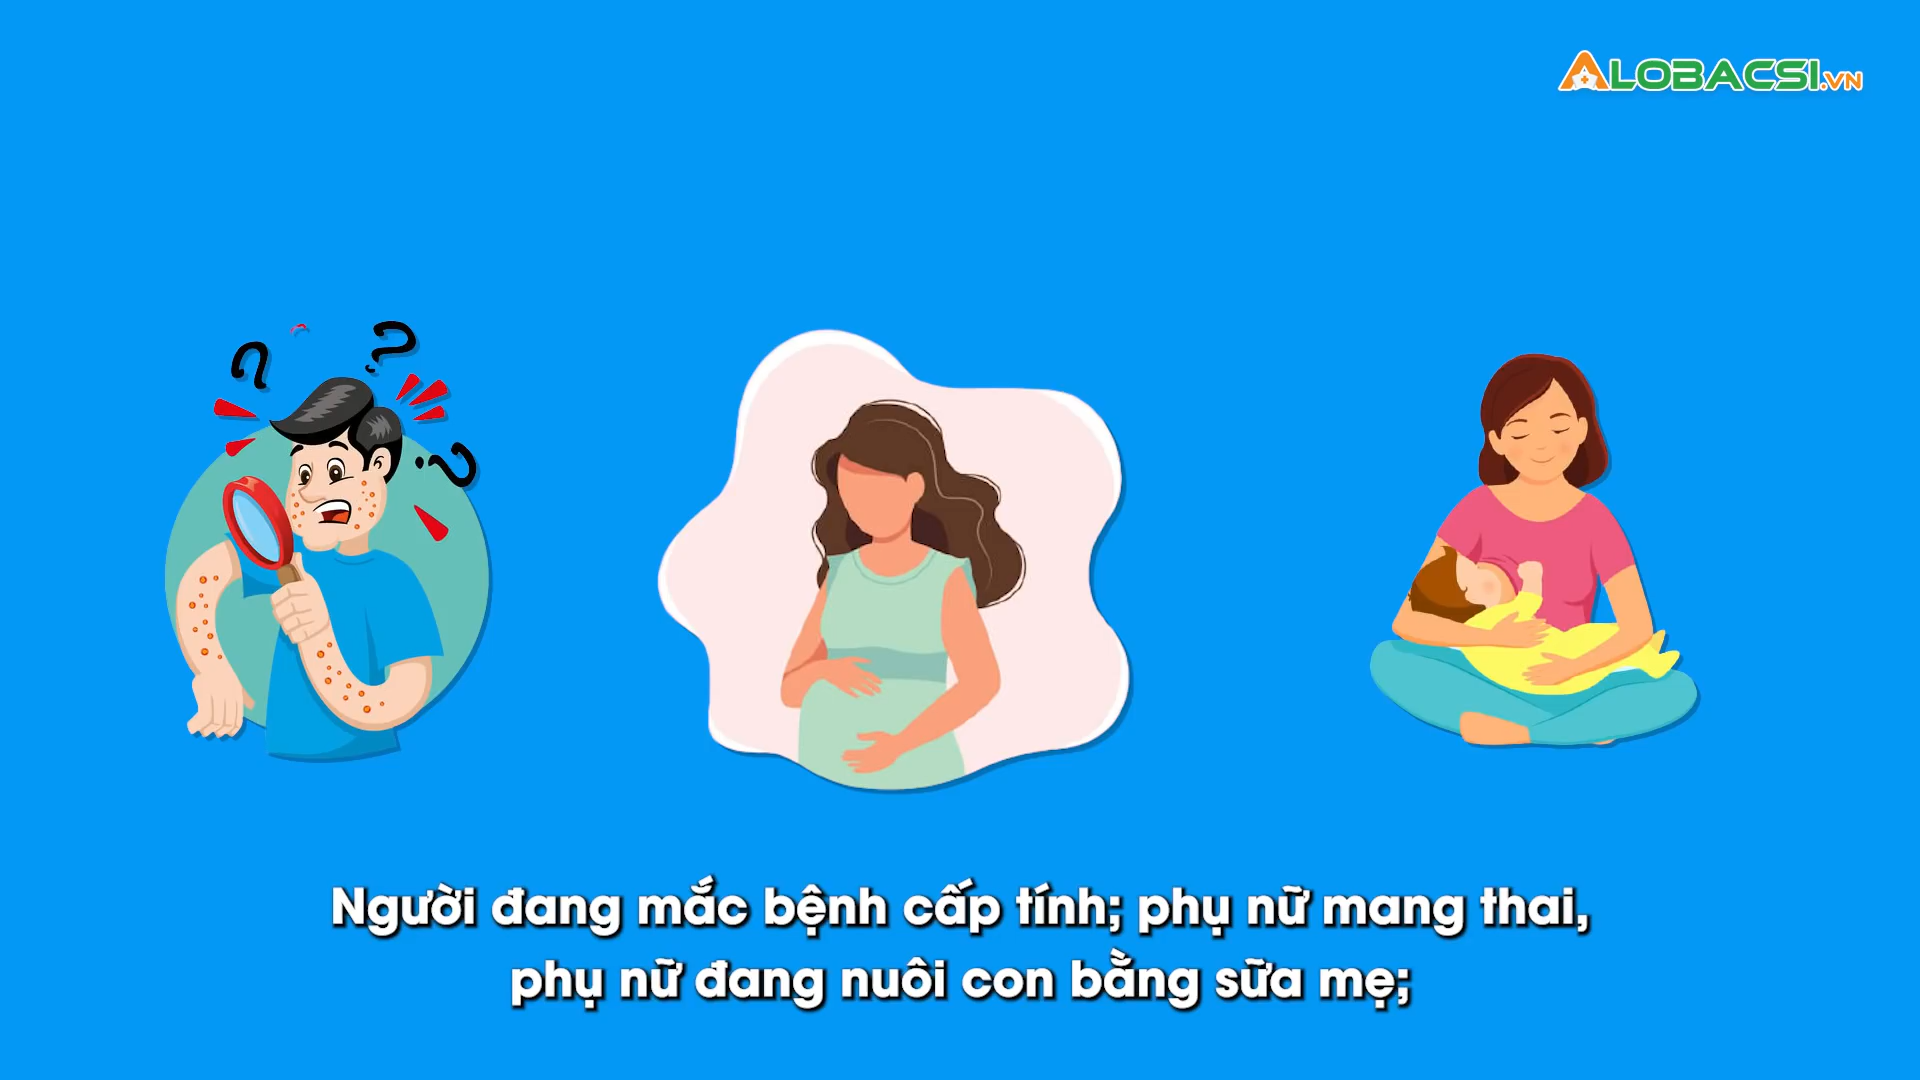 ALOBACSI.VN
Người đang mắc bệnh cấp tính; phụ nữ mang thai,
phụ nữ đang nuôi con bằng sữa mẹ;